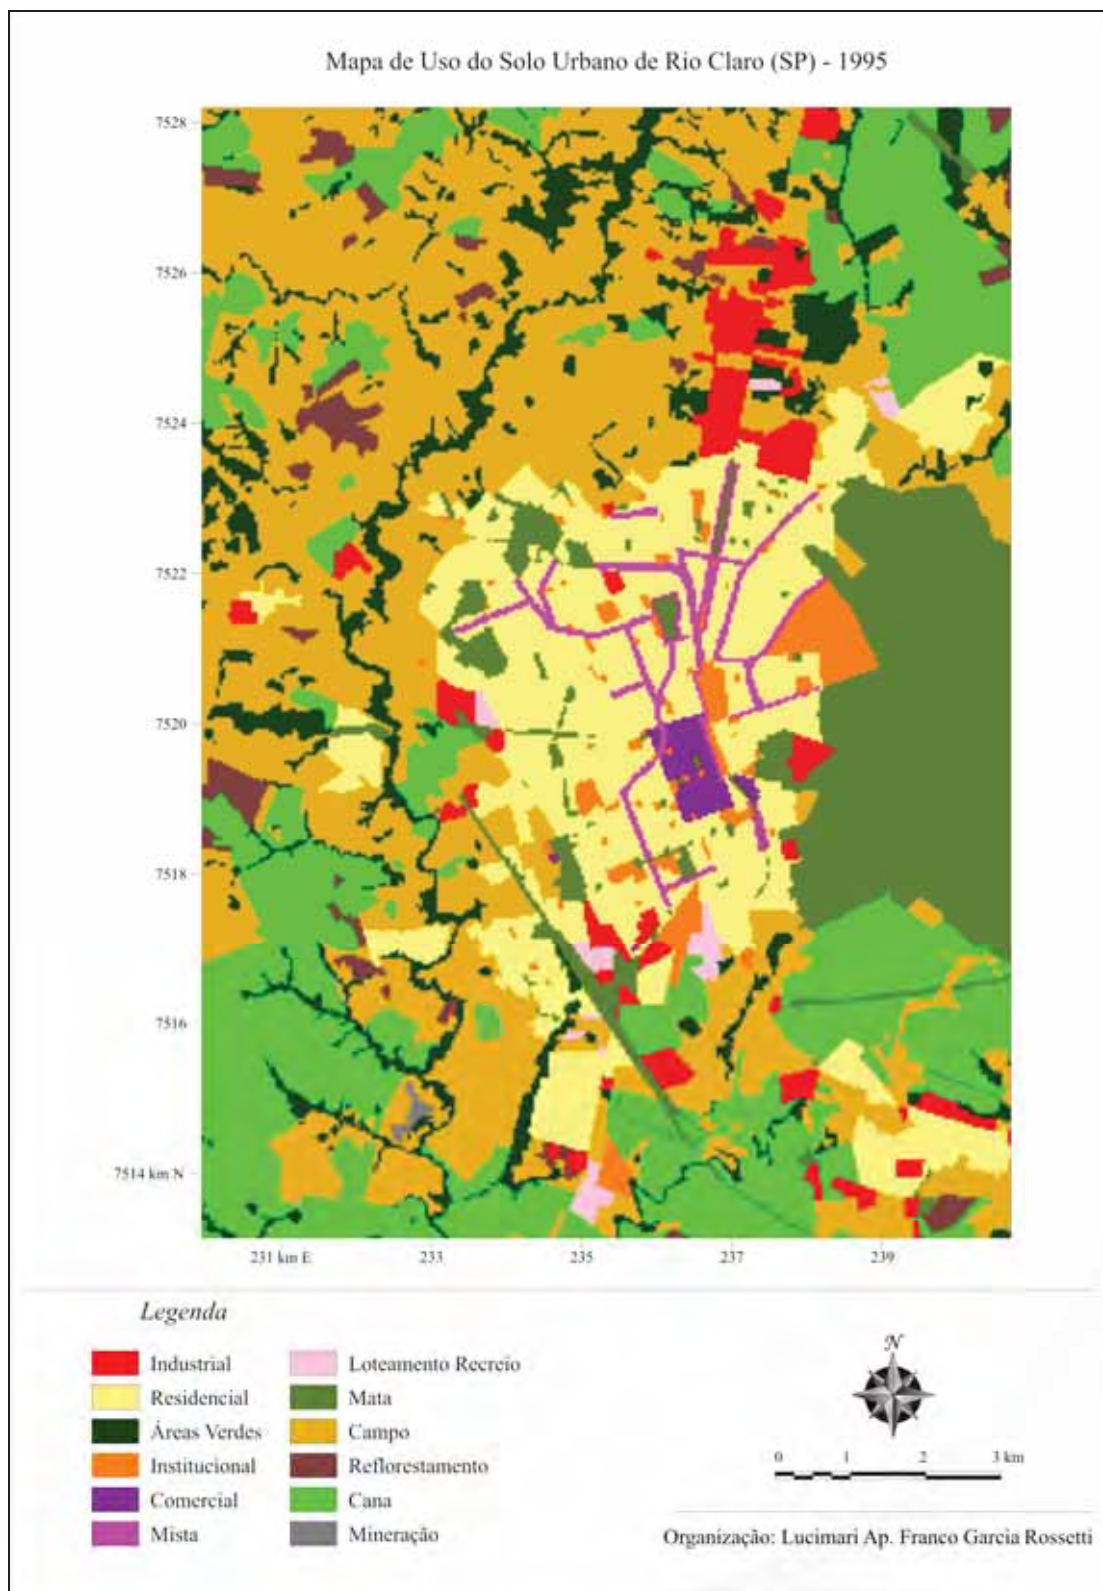 Mapa de Uso do Solo Urbano de Rio Claro (SP) - 1995
7528
7526
7524
7522
7520
7518
7516
7514 km N
231 km E 233 235 237 239
Legenda
Industrial
Residencial
Áreas Verdes
Institucional
Comercial
Mista
Loteamento Recreio
Mata
Campo
Reflorestamento
Cana
Mineração
N
0 1 2 3 km
Organização: Lucimari Ap. Franco Garcia Rossetti